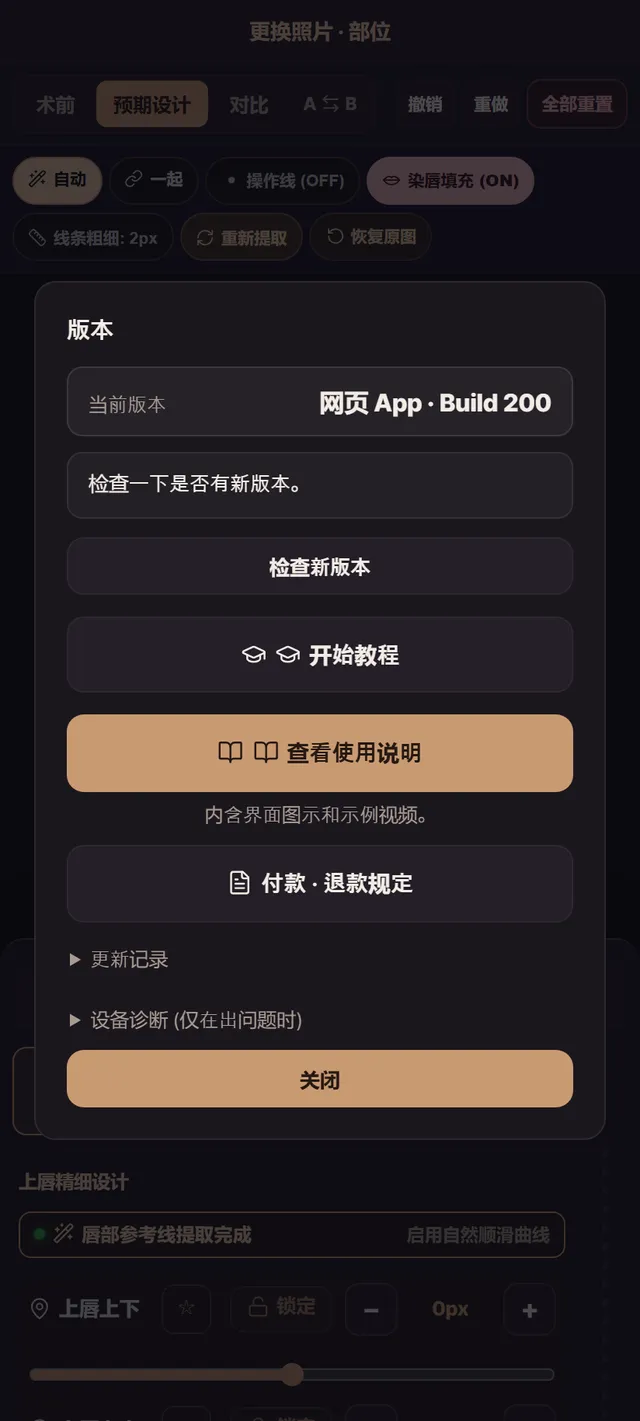 更换照片 · 部位
术前 预期设计 对比 A ⇆ B 撤销 重做 全部重置
自动 一起 操作线 (OFF) 染唇填充 (ON)
线条粗细: 2px 重新提取 恢复原图
版本
当前版本 网页 App · Build 200
检查一下是否有新版本。
检查新版本
开始教程
查看使用说明
内含界面图示和示例视频。
付款 · 退款规定
更新记录
设备诊断 (仅在出问题时)
关闭
上唇精细设计
唇部参考线提取完成 启用自然顺滑曲线
上唇上下 ☆ 锁定 − 0px +